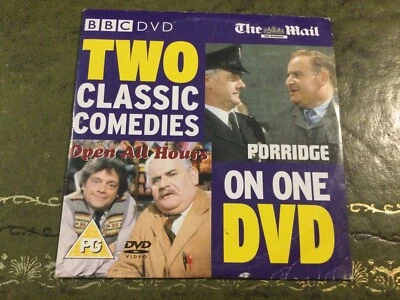 BBC DVD
The Mail
TWO
CLASSIC
COMEDIES
Open All Hours
PORRIDGE
ON ONE
DVD
PG
DVD
VIDEO